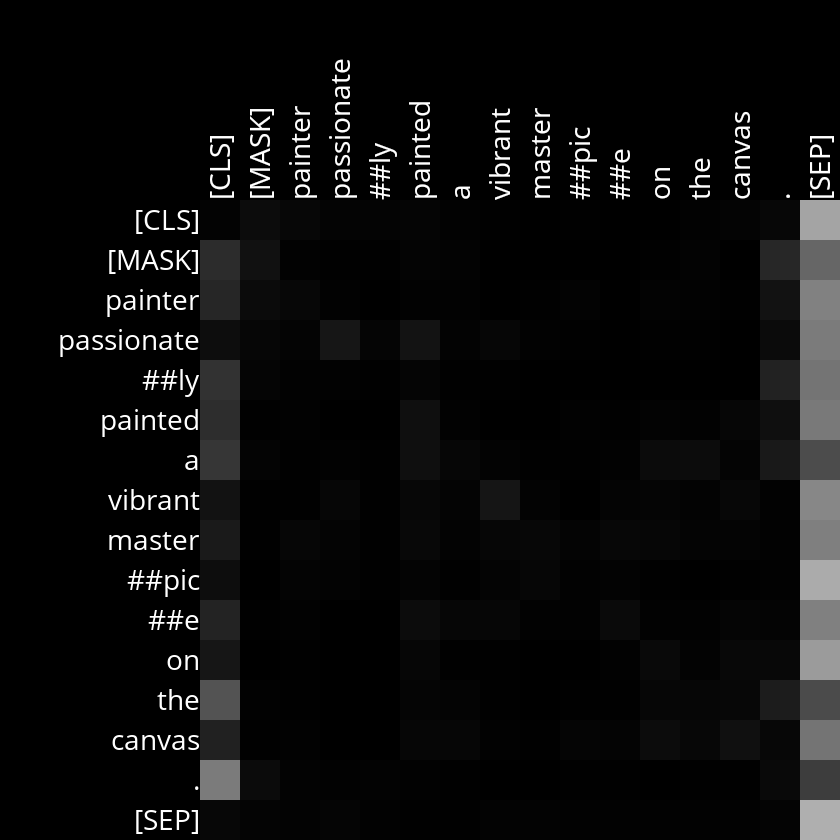 [CLS] [MASK] painter passionate ##ly painted a vibrant master ##pic ##e on the canvas . [SEP]
[CLS]
[MASK]
painter
passionate
##ly
painted
a
vibrant
master
##pic
##e
on
the
canvas
.
[SEP]